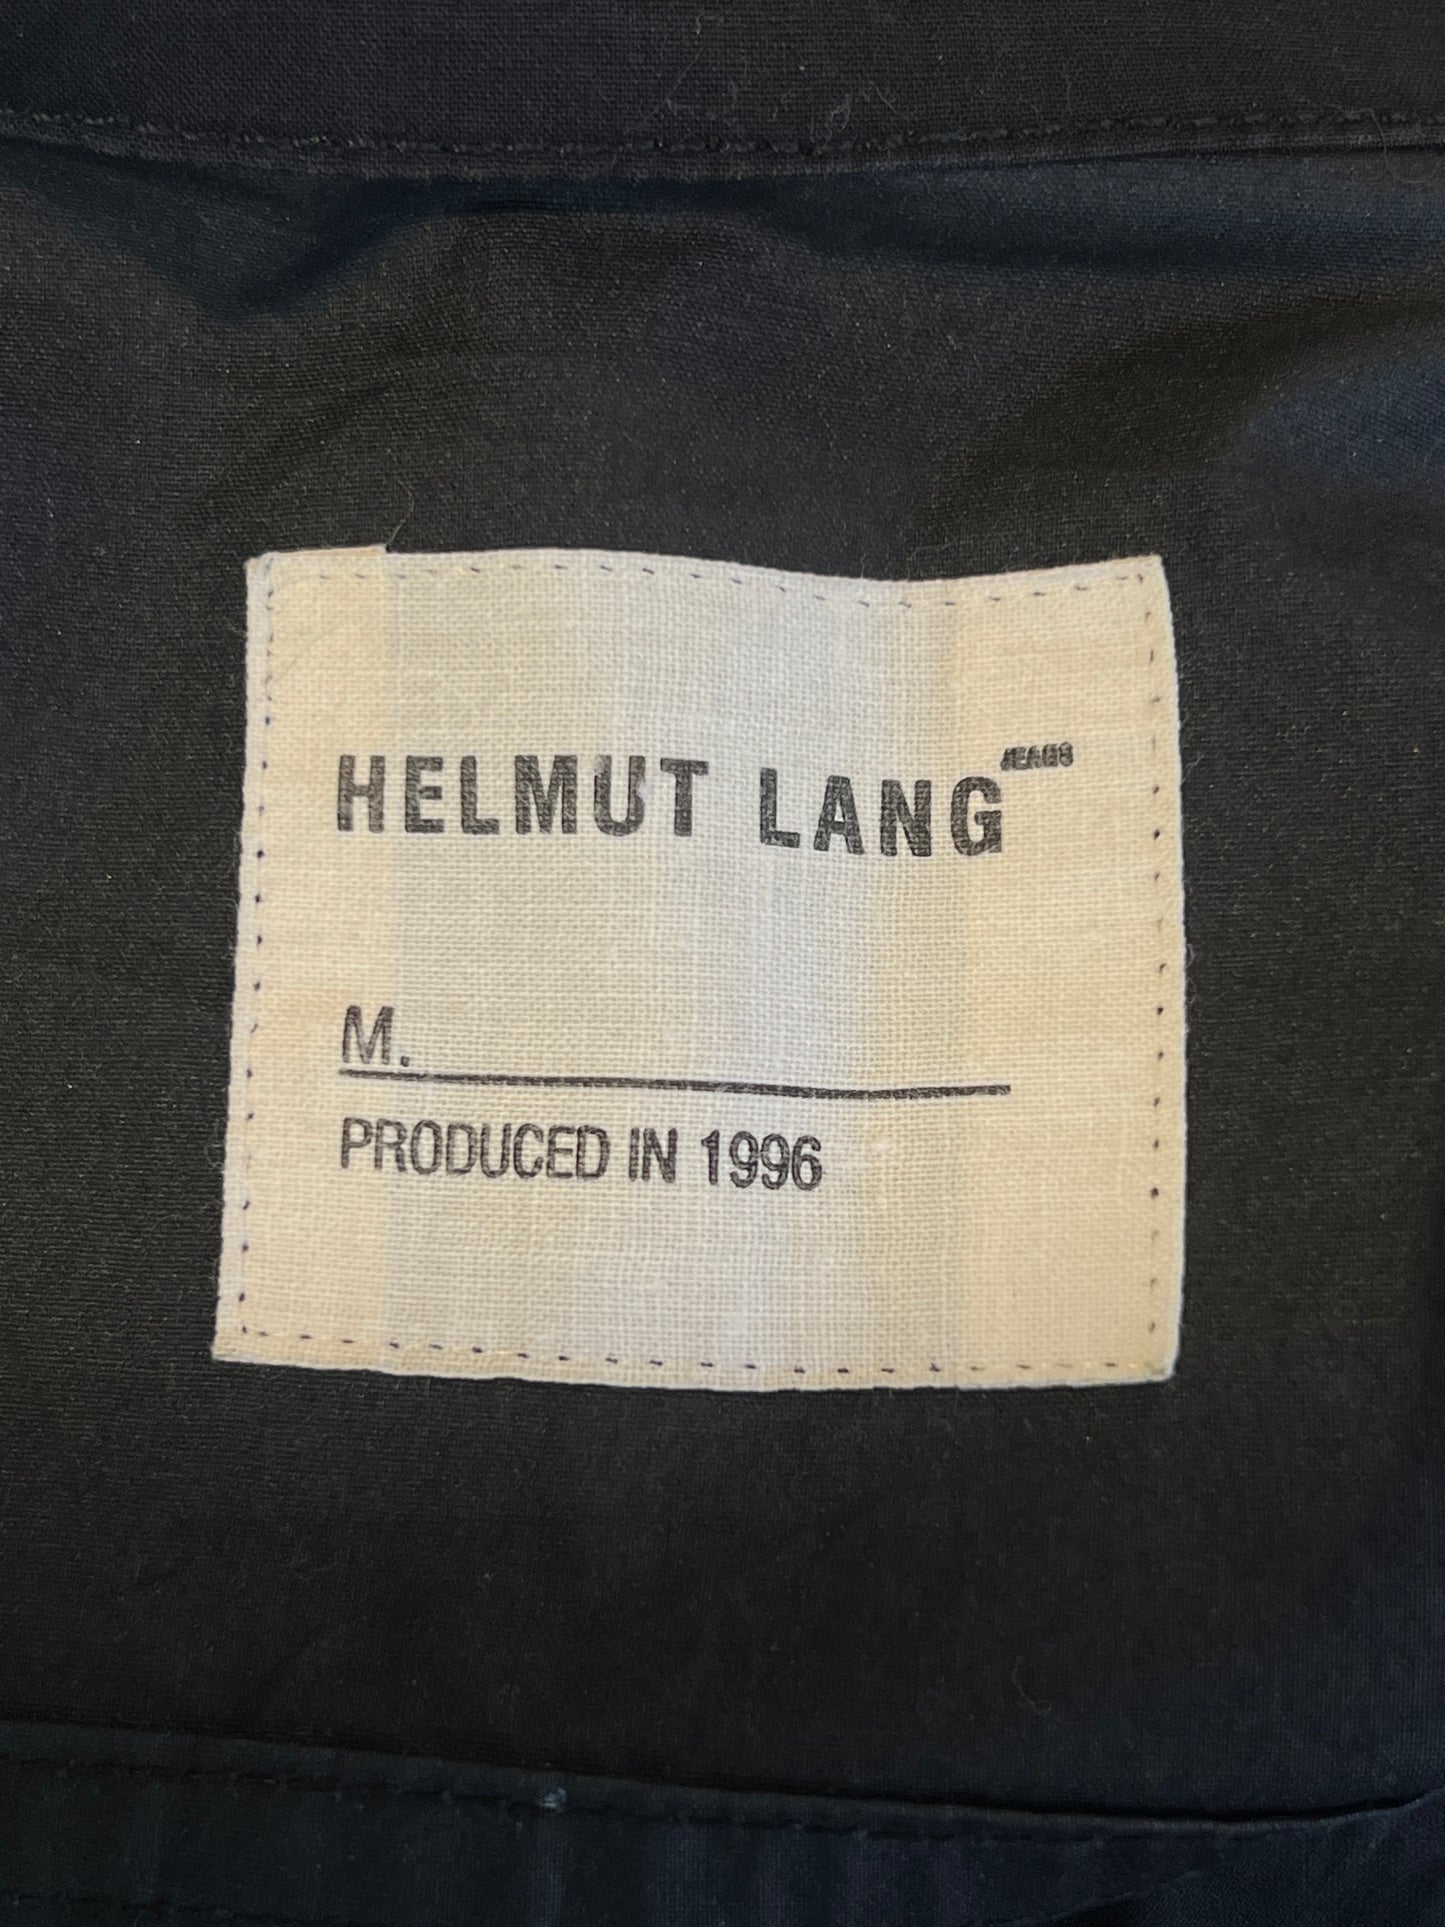 HELMUT LANG JEANS
M.
PRODUCED IN 1996